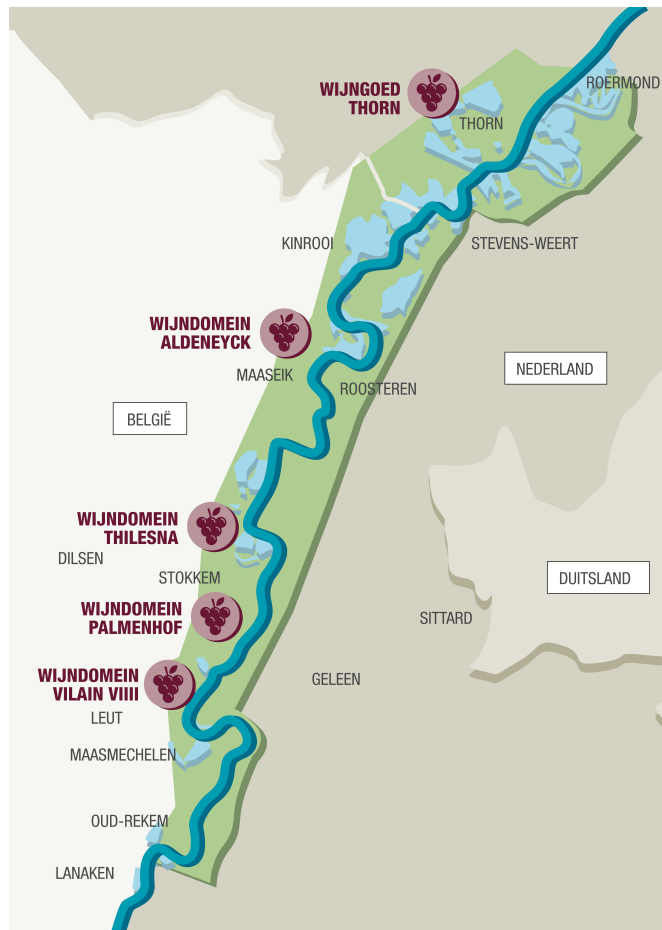 ROERMOND
WIJNGOED
THORN
THORN
KINROOI
STEVENS-WEERT
WIJNDOMEIN
ALDENEYCK
MAASEIK
ROOSTEREN
NEDERLAND
BELGIË
WIJNDOMEIN
THILESNA
DILSEN
STOKKEM
DUITSLAND
WIJNDOMEIN
PALMENHOF
SITTARD
WIJNDOMEIN
VILAIN VIIII
GELEEN
LEUT
MAASMECHELEN
OUD-REKEM
LANAKEN